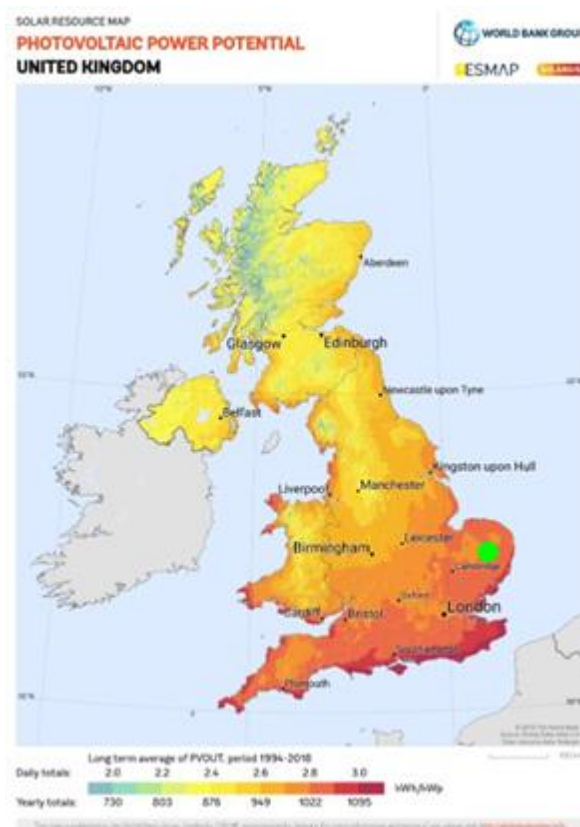 SOLAR RESOURCE MAP
PHOTOVOLTAIC POWER POTENTIAL
UNITED KINGDOM
WORLD BANK GROUP
ESMAP
Aberdeen
Glasgow
Edinburgh
Newcastle upon Tyne
Belfast
Kingston upon Hull
Liverpool
Manchester
Leicester
Birmingham
Cambridge
Oxford
Cardiff
Bristol
London
Southampton
Plymouth
Long term average of PVOUT, period 1994-2018
Daily totals: 2.0 2.2 2.4 2.6 2.8 3.0
kWh/kWp
Yearly totals: 730 803 876 949 1022 1095